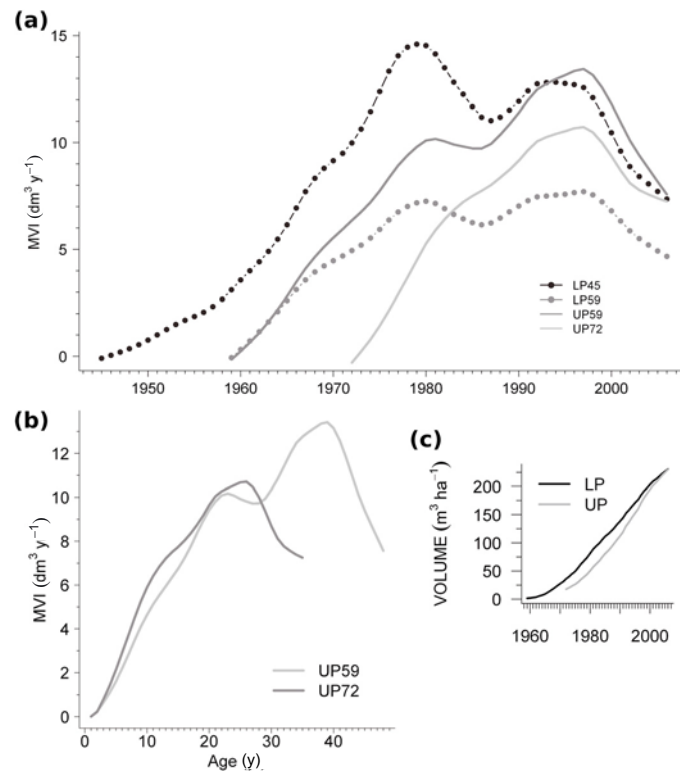 (a)
15
10
5
0
MVI (dm³ y⁻¹)
LP45
LP59
UP59
UP72
1950 1960 1970 1980 1990 2000
(b)
12
10
8
6
4
2
0
MVI (dm³ y⁻¹)
UP59
UP72
0 10 20 30 40
Age (y)
(c)
200
150
100
50
0
VOLUME (m³ ha⁻¹)
LP
UP
1960 1980 2000